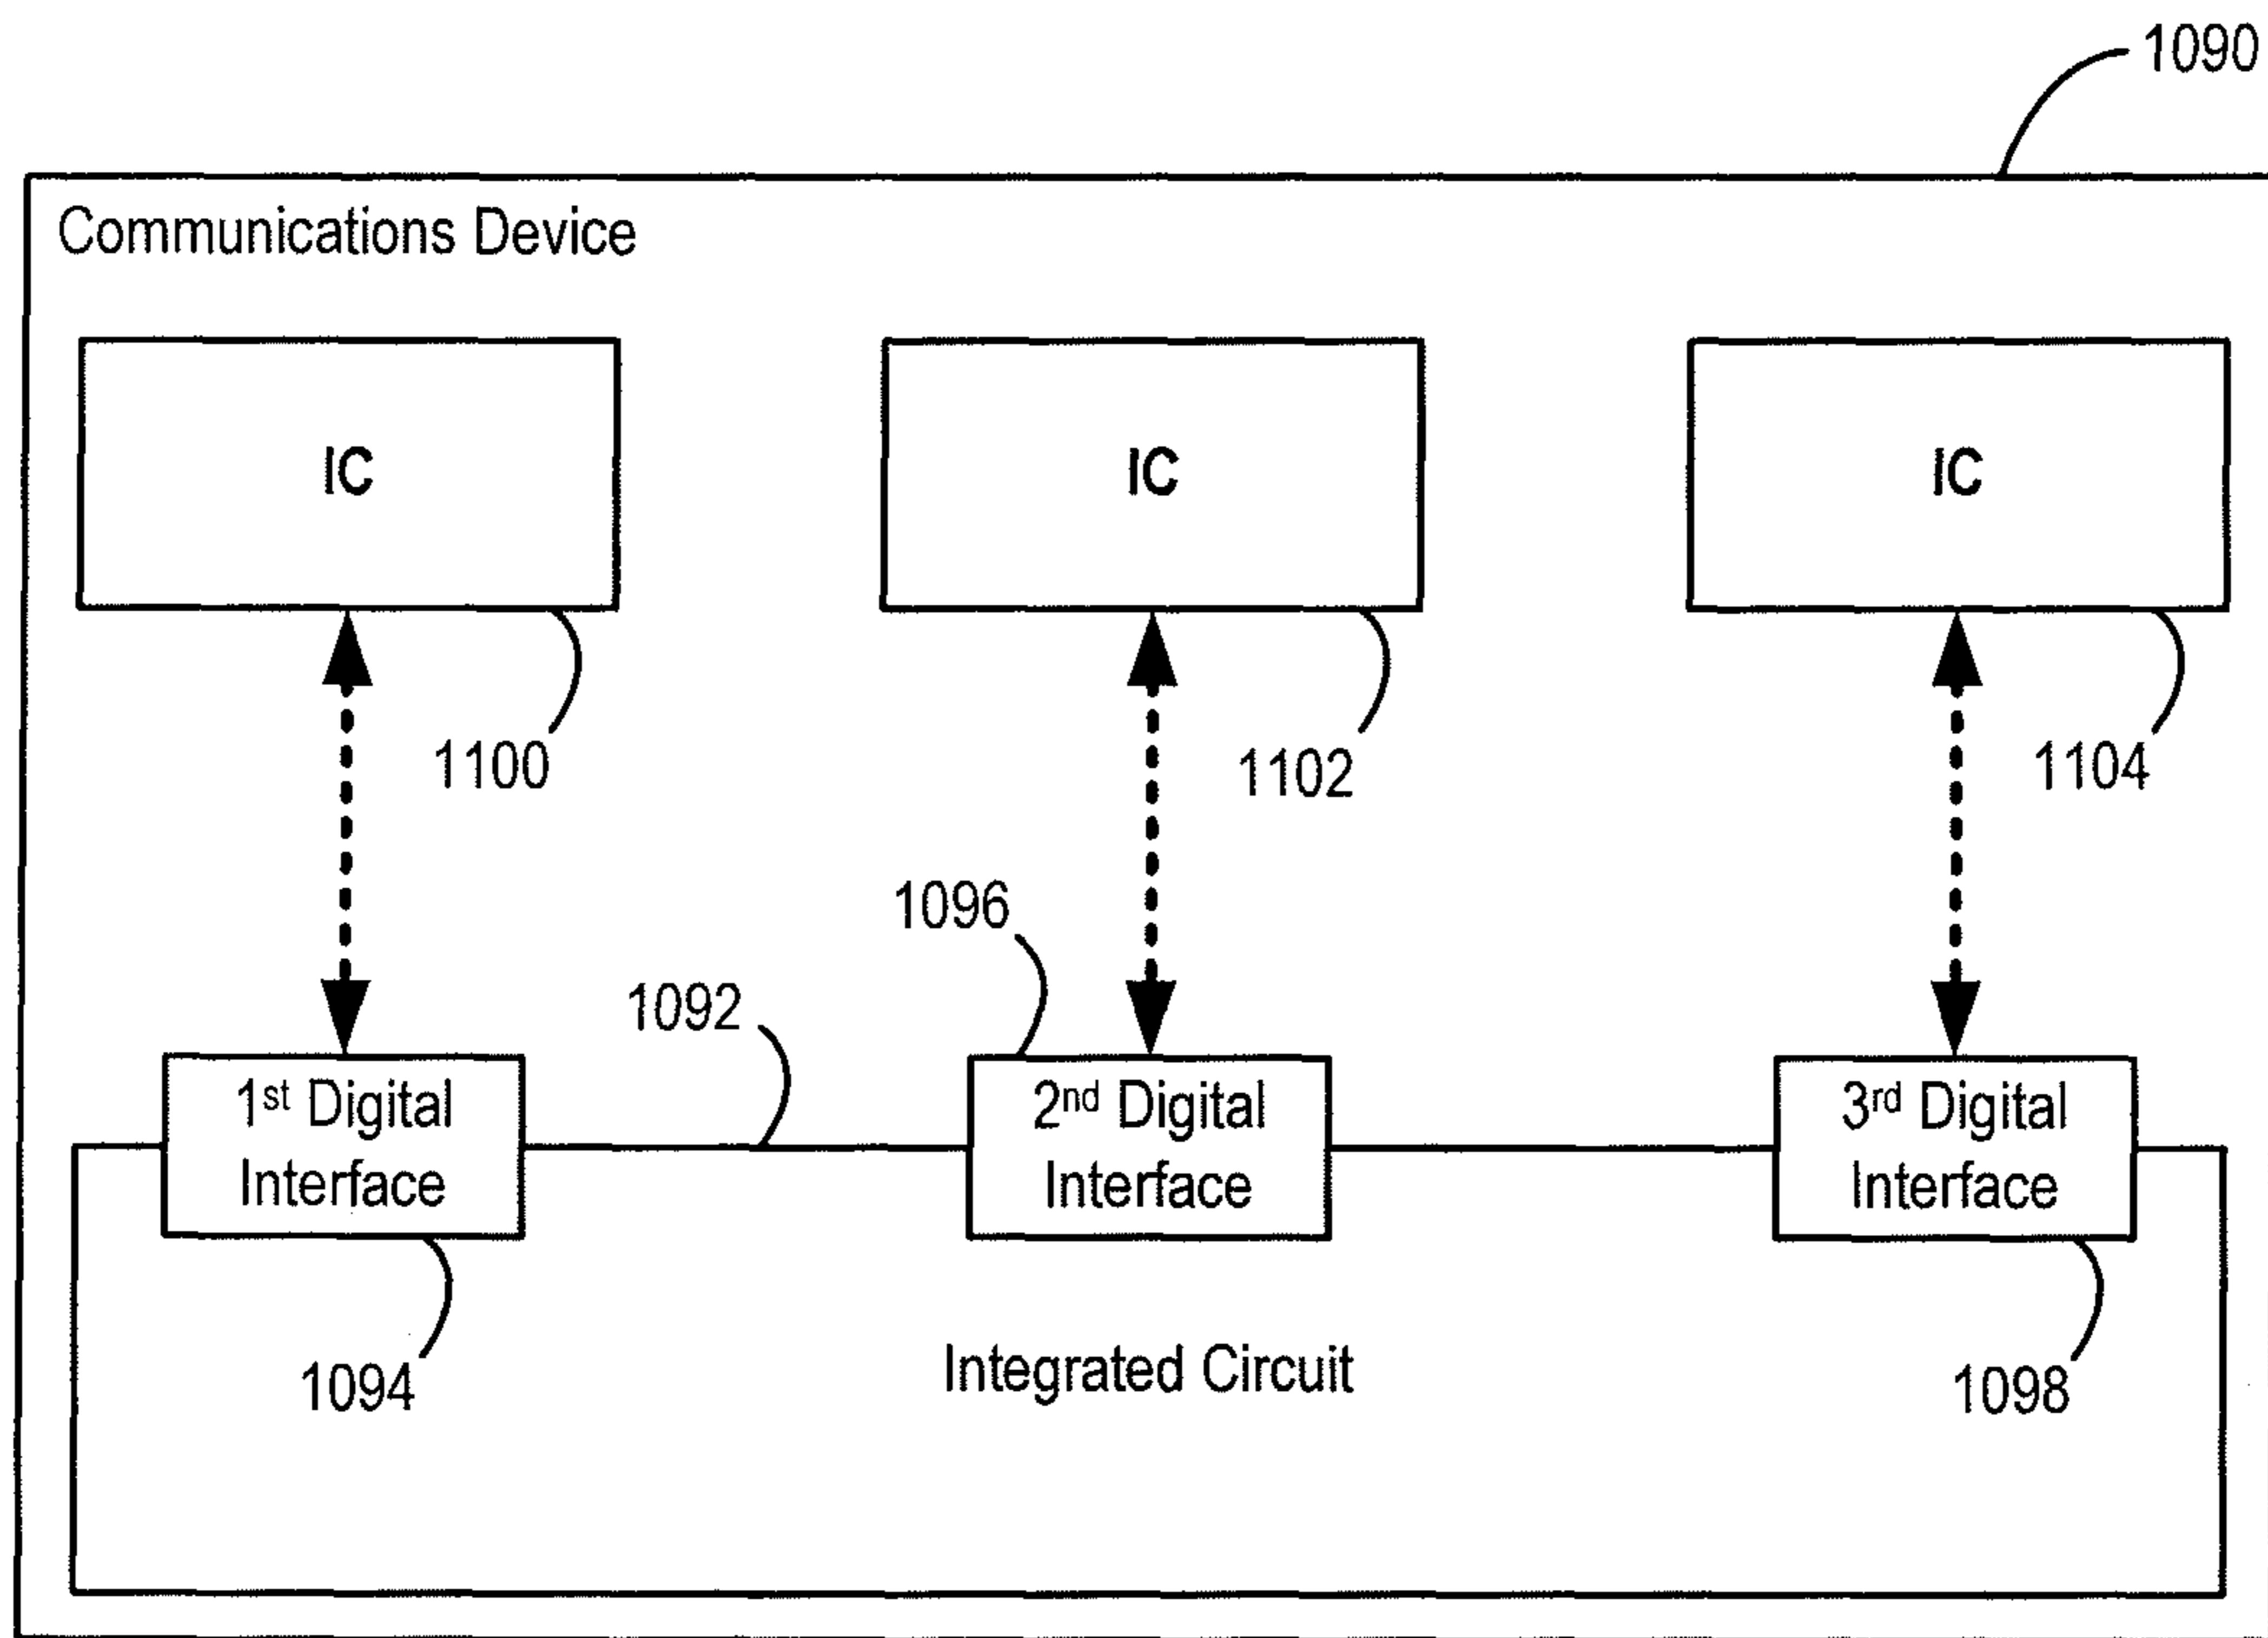 1090
Communications Device
IC
IC
IC
1100
1102
1104
1096
1092
1st Digital
Interface
2nd Digital
Interface
3rd Digital
Interface
1094
Integrated Circuit
1098